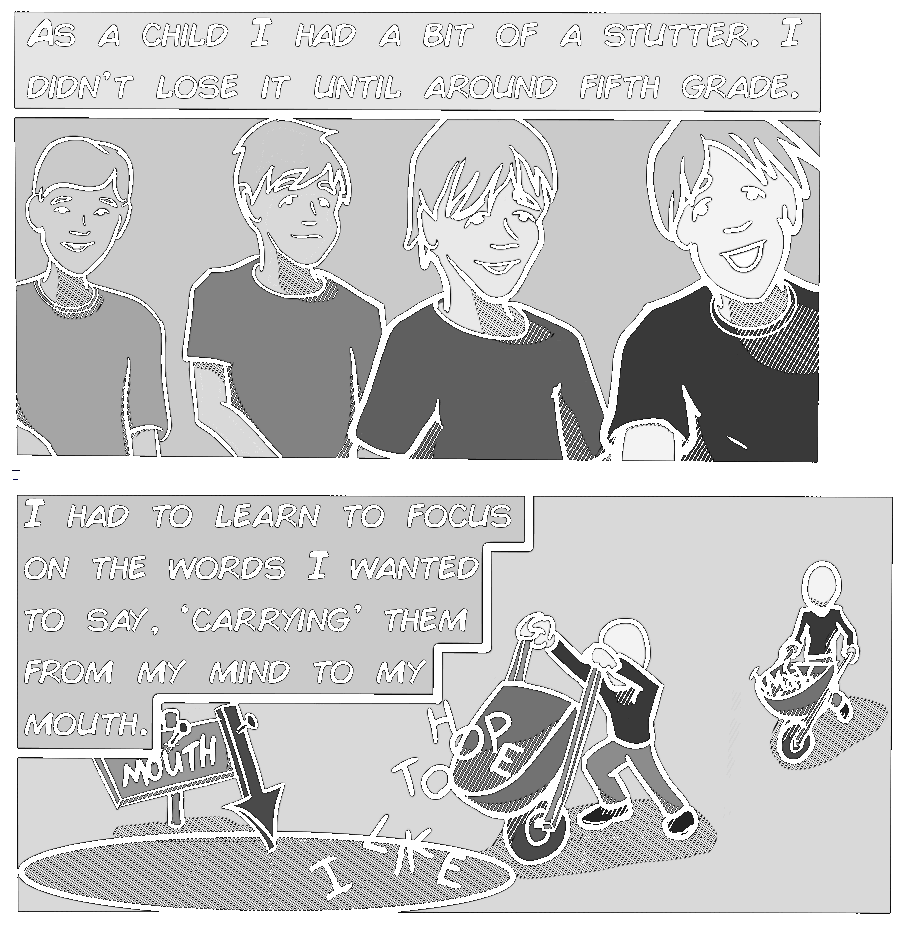 AS A CHILD I HAD A BIT OF A STUTTER. I
DIDN'T LOSE IT UNTIL AROUND FIFTH GRADE.
I HAD TO LEARN TO FOCUS
ON THE WORDS I WANTED
TO SAY, 'CARRYING' THEM
FROM MY MIND TO MY
MOUTH.
MOUTH
HOPE
TO
LIKE
I